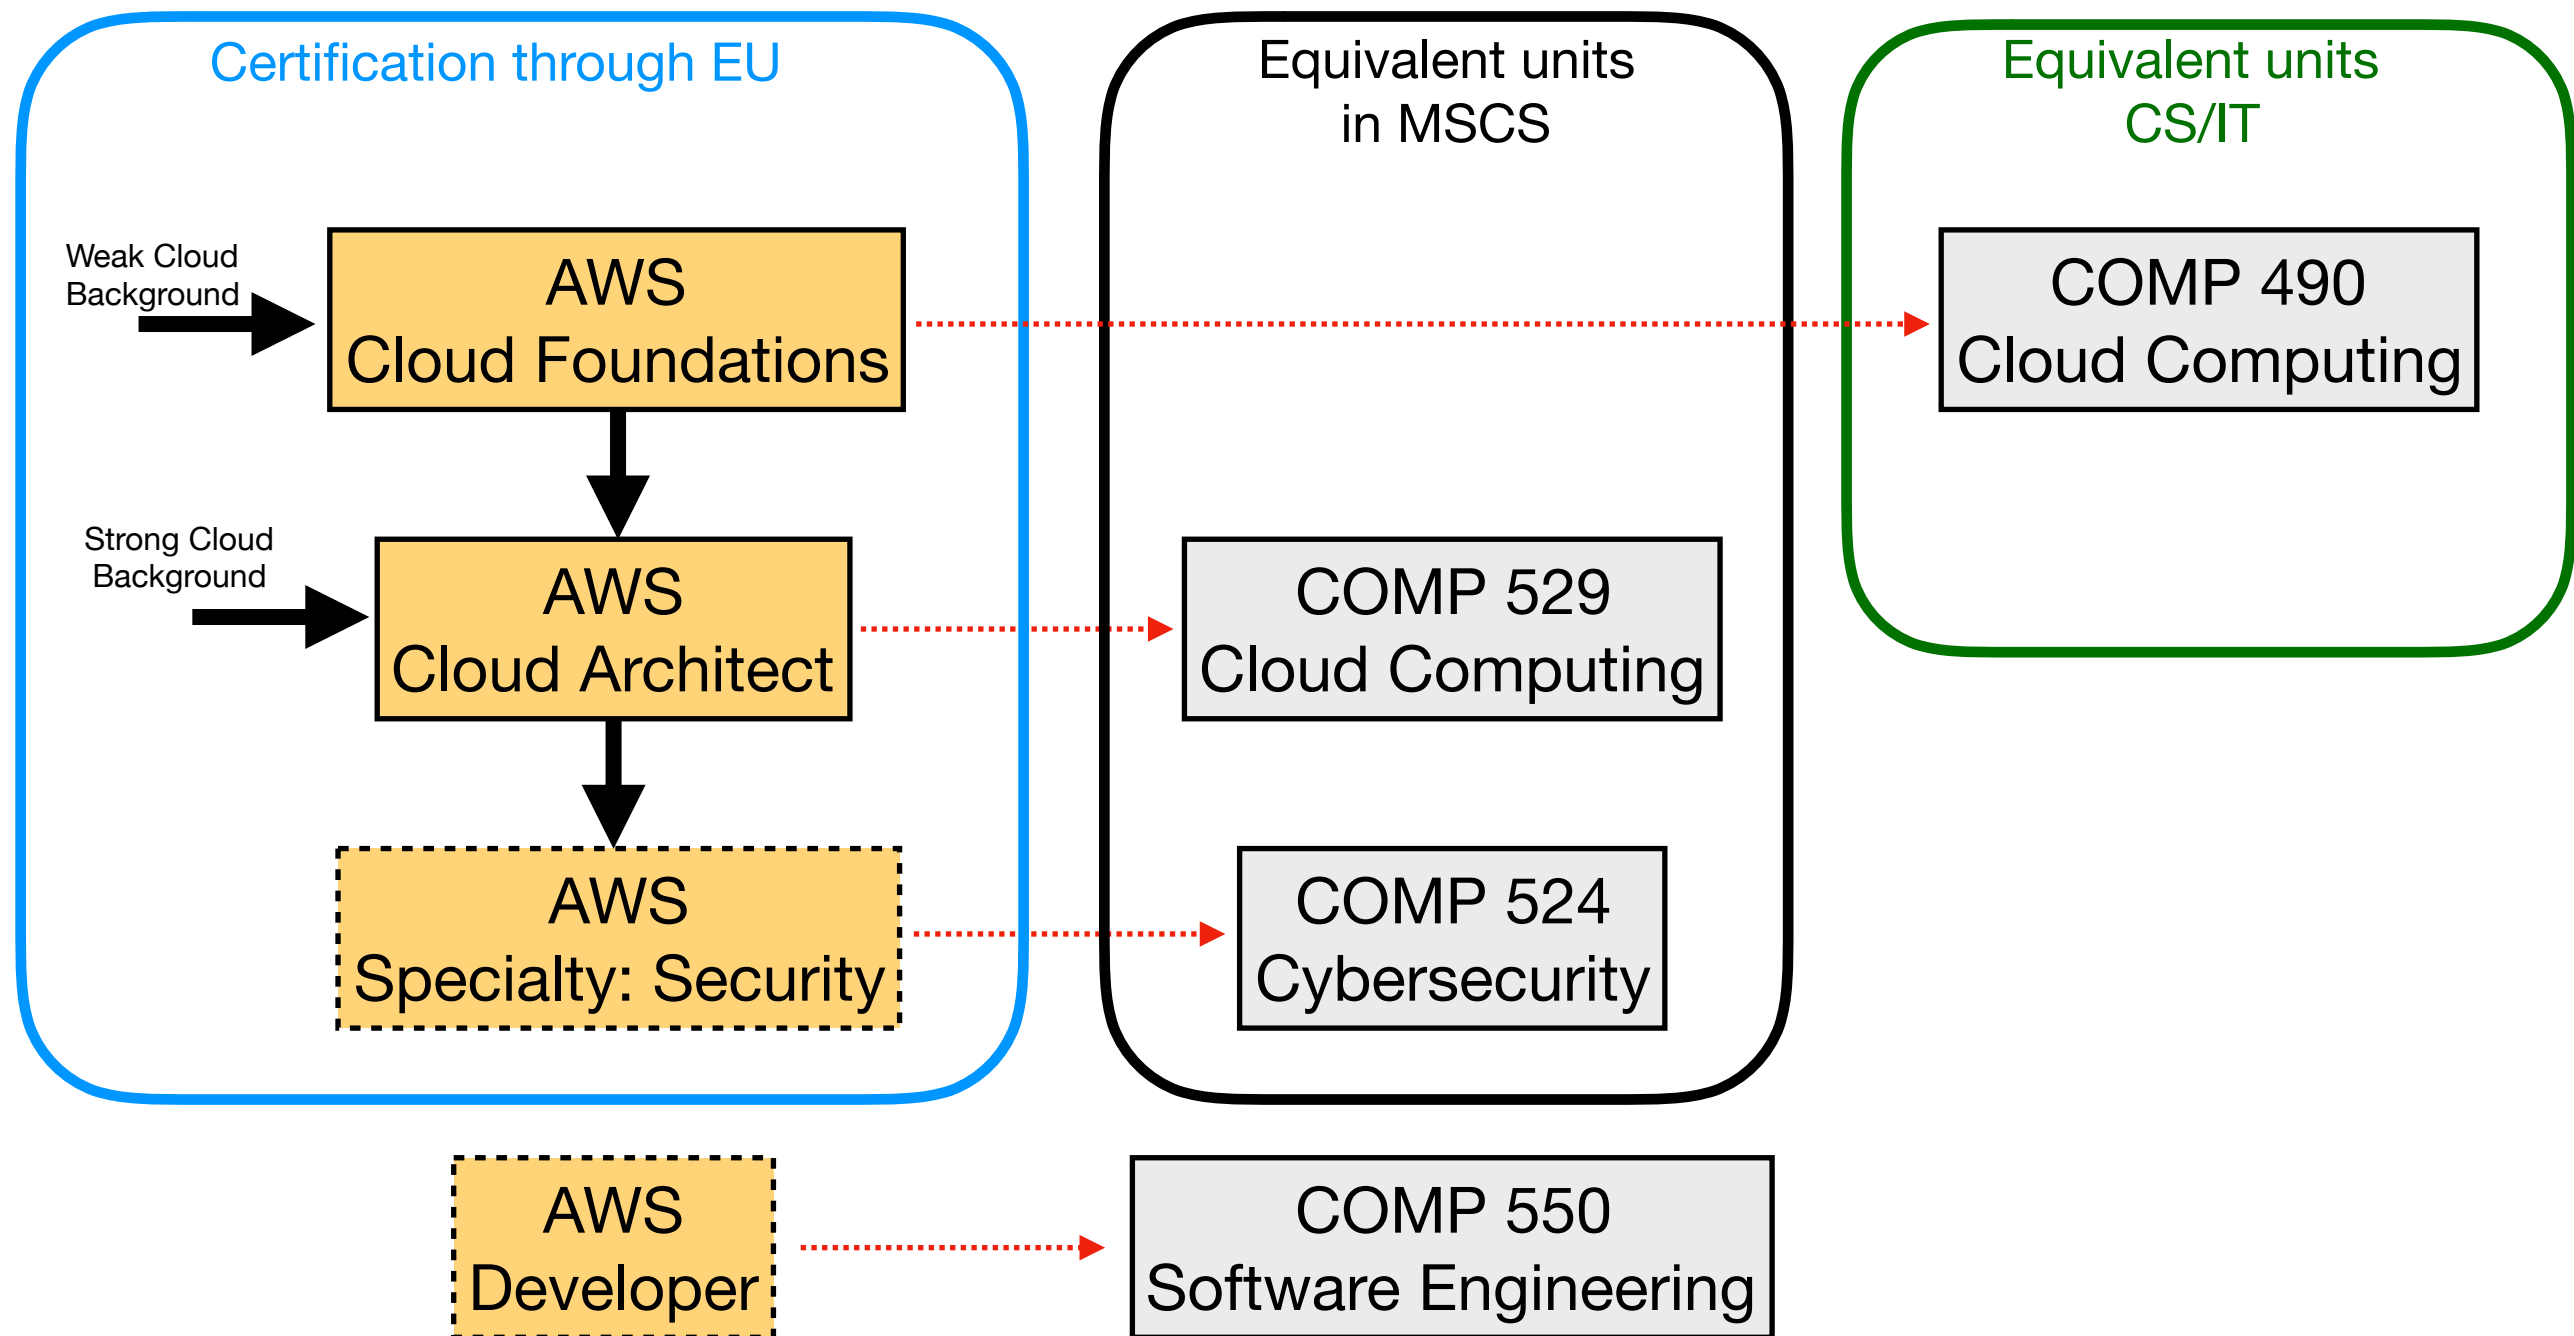 Certification through EU
Equivalent units
in MSCS
Equivalent units
CS/IT
Weak Cloud
Background
AWS
Cloud Foundations
COMP 490
Cloud Computing
Strong Cloud
Background
AWS
Cloud Architect
COMP 529
Cloud Computing
AWS
Specialty: Security
COMP 524
Cybersecurity
AWS
Developer
COMP 550
Software Engineering